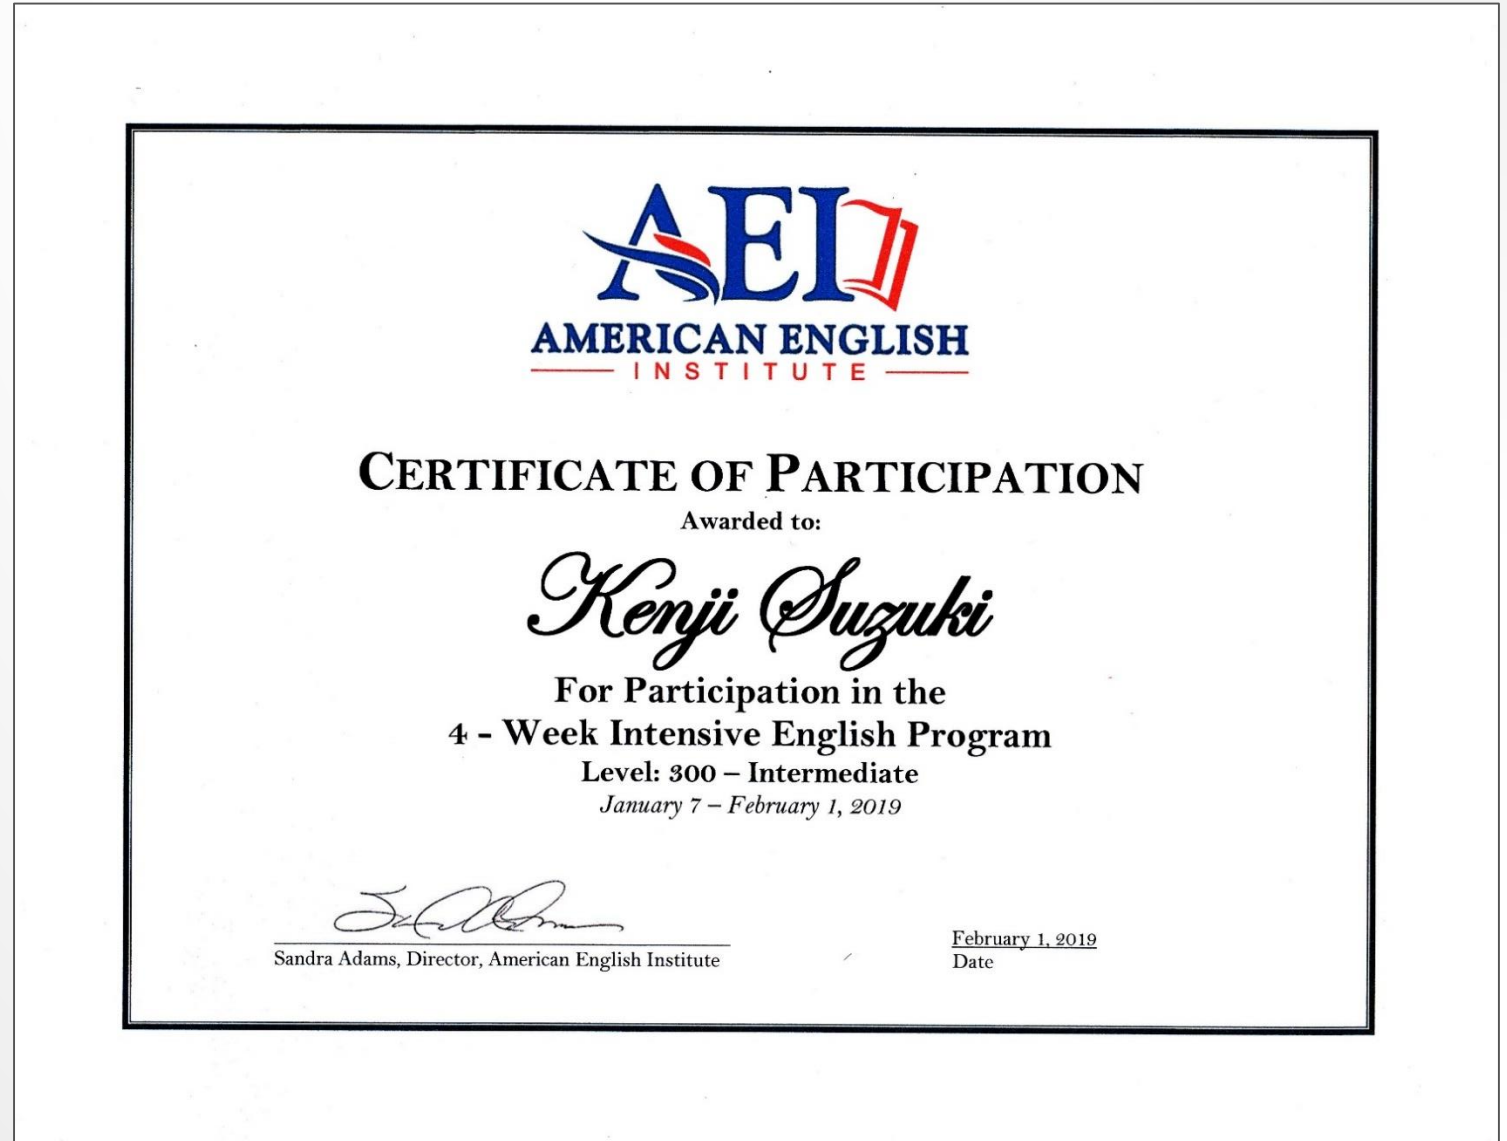 AEI
AMERICAN ENGLISH
INSTITUTE
CERTIFICATE OF PARTICIPATION
Awarded to:
Kenji Suzuki
For Participation in the
4 - Week Intensive English Program
Level: 300 – Intermediate
January 7 – February 1, 2019
Sandra Adams, Director, American English Institute
February 1, 2019
Date